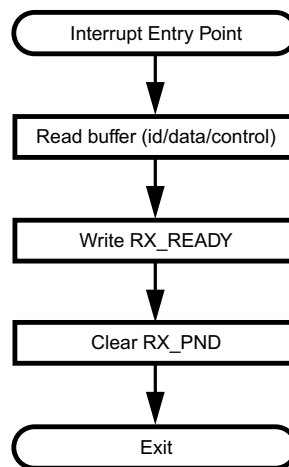 Interrupt Entry Point
Read buffer (id/data/control)
Write RX_READY
Clear RX_PND
Exit